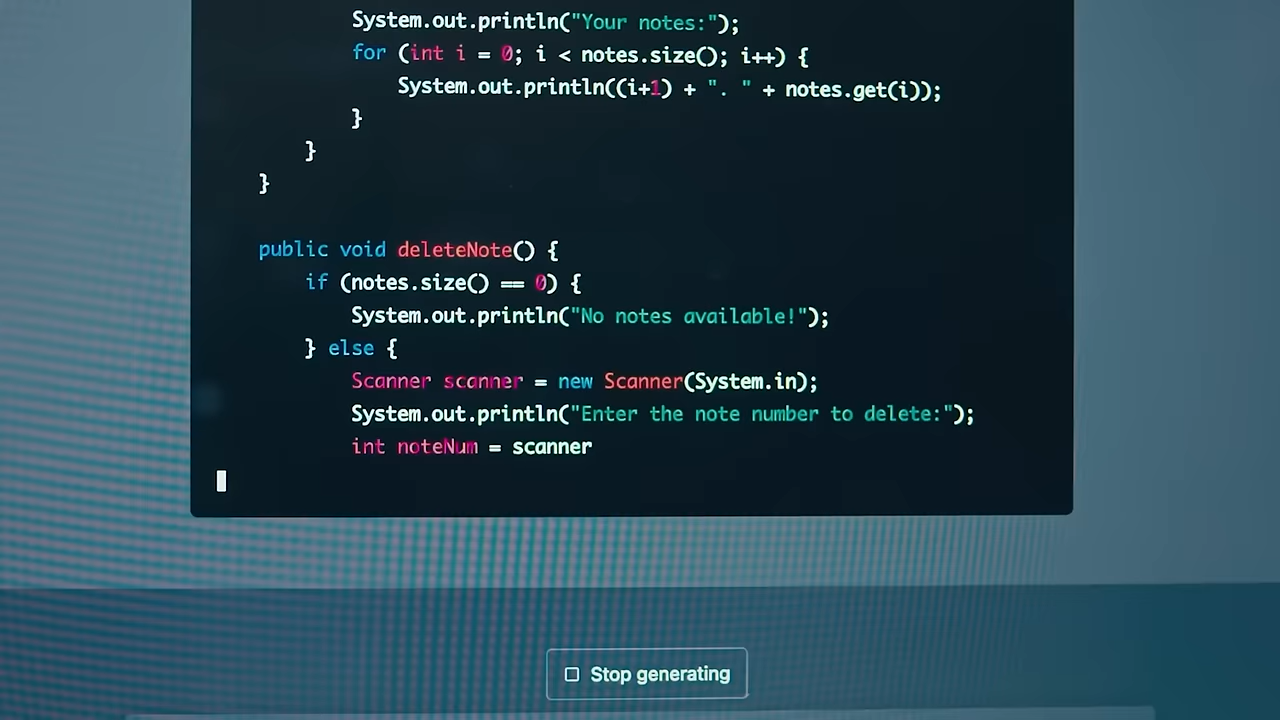 System.out.println("Your notes:");
for (int i = 0; i < notes.size(); i++) {
System.out.println((i+1) + ". " + notes.get(i));
}
}
}
public void deleteNote() {
if (notes.size() == 0) {
System.out.println("No notes available!");
} else {
Scanner scanner = new Scanner(System.in);
System.out.println("Enter the note number to delete:");
int noteNum = scanner
Stop generating